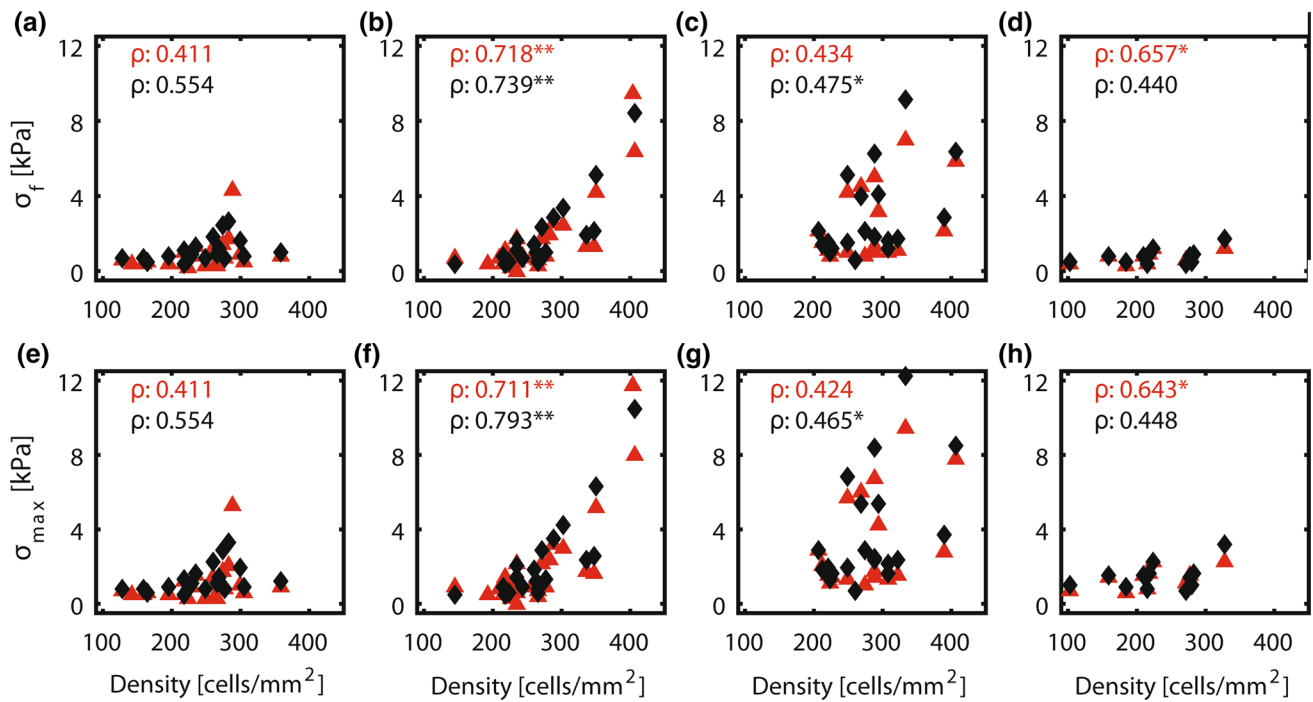 (a) (b) (c) (d)
12 12 12 12
ρ: 0.411 ρ: 0.718** ρ: 0.434 ρ: 0.657*
ρ: 0.554 ρ: 0.739** ρ: 0.475* ρ: 0.440
8 8 8 8
σf [kPa]
4 4 4 4
0 0 0 0
100 200 300 400 100 200 300 400 100 200 300 400 100 200 300 400
(e) (f) (g) (h)
12 12 12 12
ρ: 0.411 ρ: 0.711** ρ: 0.424 ρ: 0.643*
ρ: 0.554 ρ: 0.793** ρ: 0.465* ρ: 0.448
8 8 8 8
σmax [kPa]
4 4 4 4
0 0 0 0
100 200 300 400 100 200 300 400 100 200 300 400 100 200 300 400
Density [cells/mm²] Density [cells/mm²] Density [cells/mm²] Density [cells/mm²]